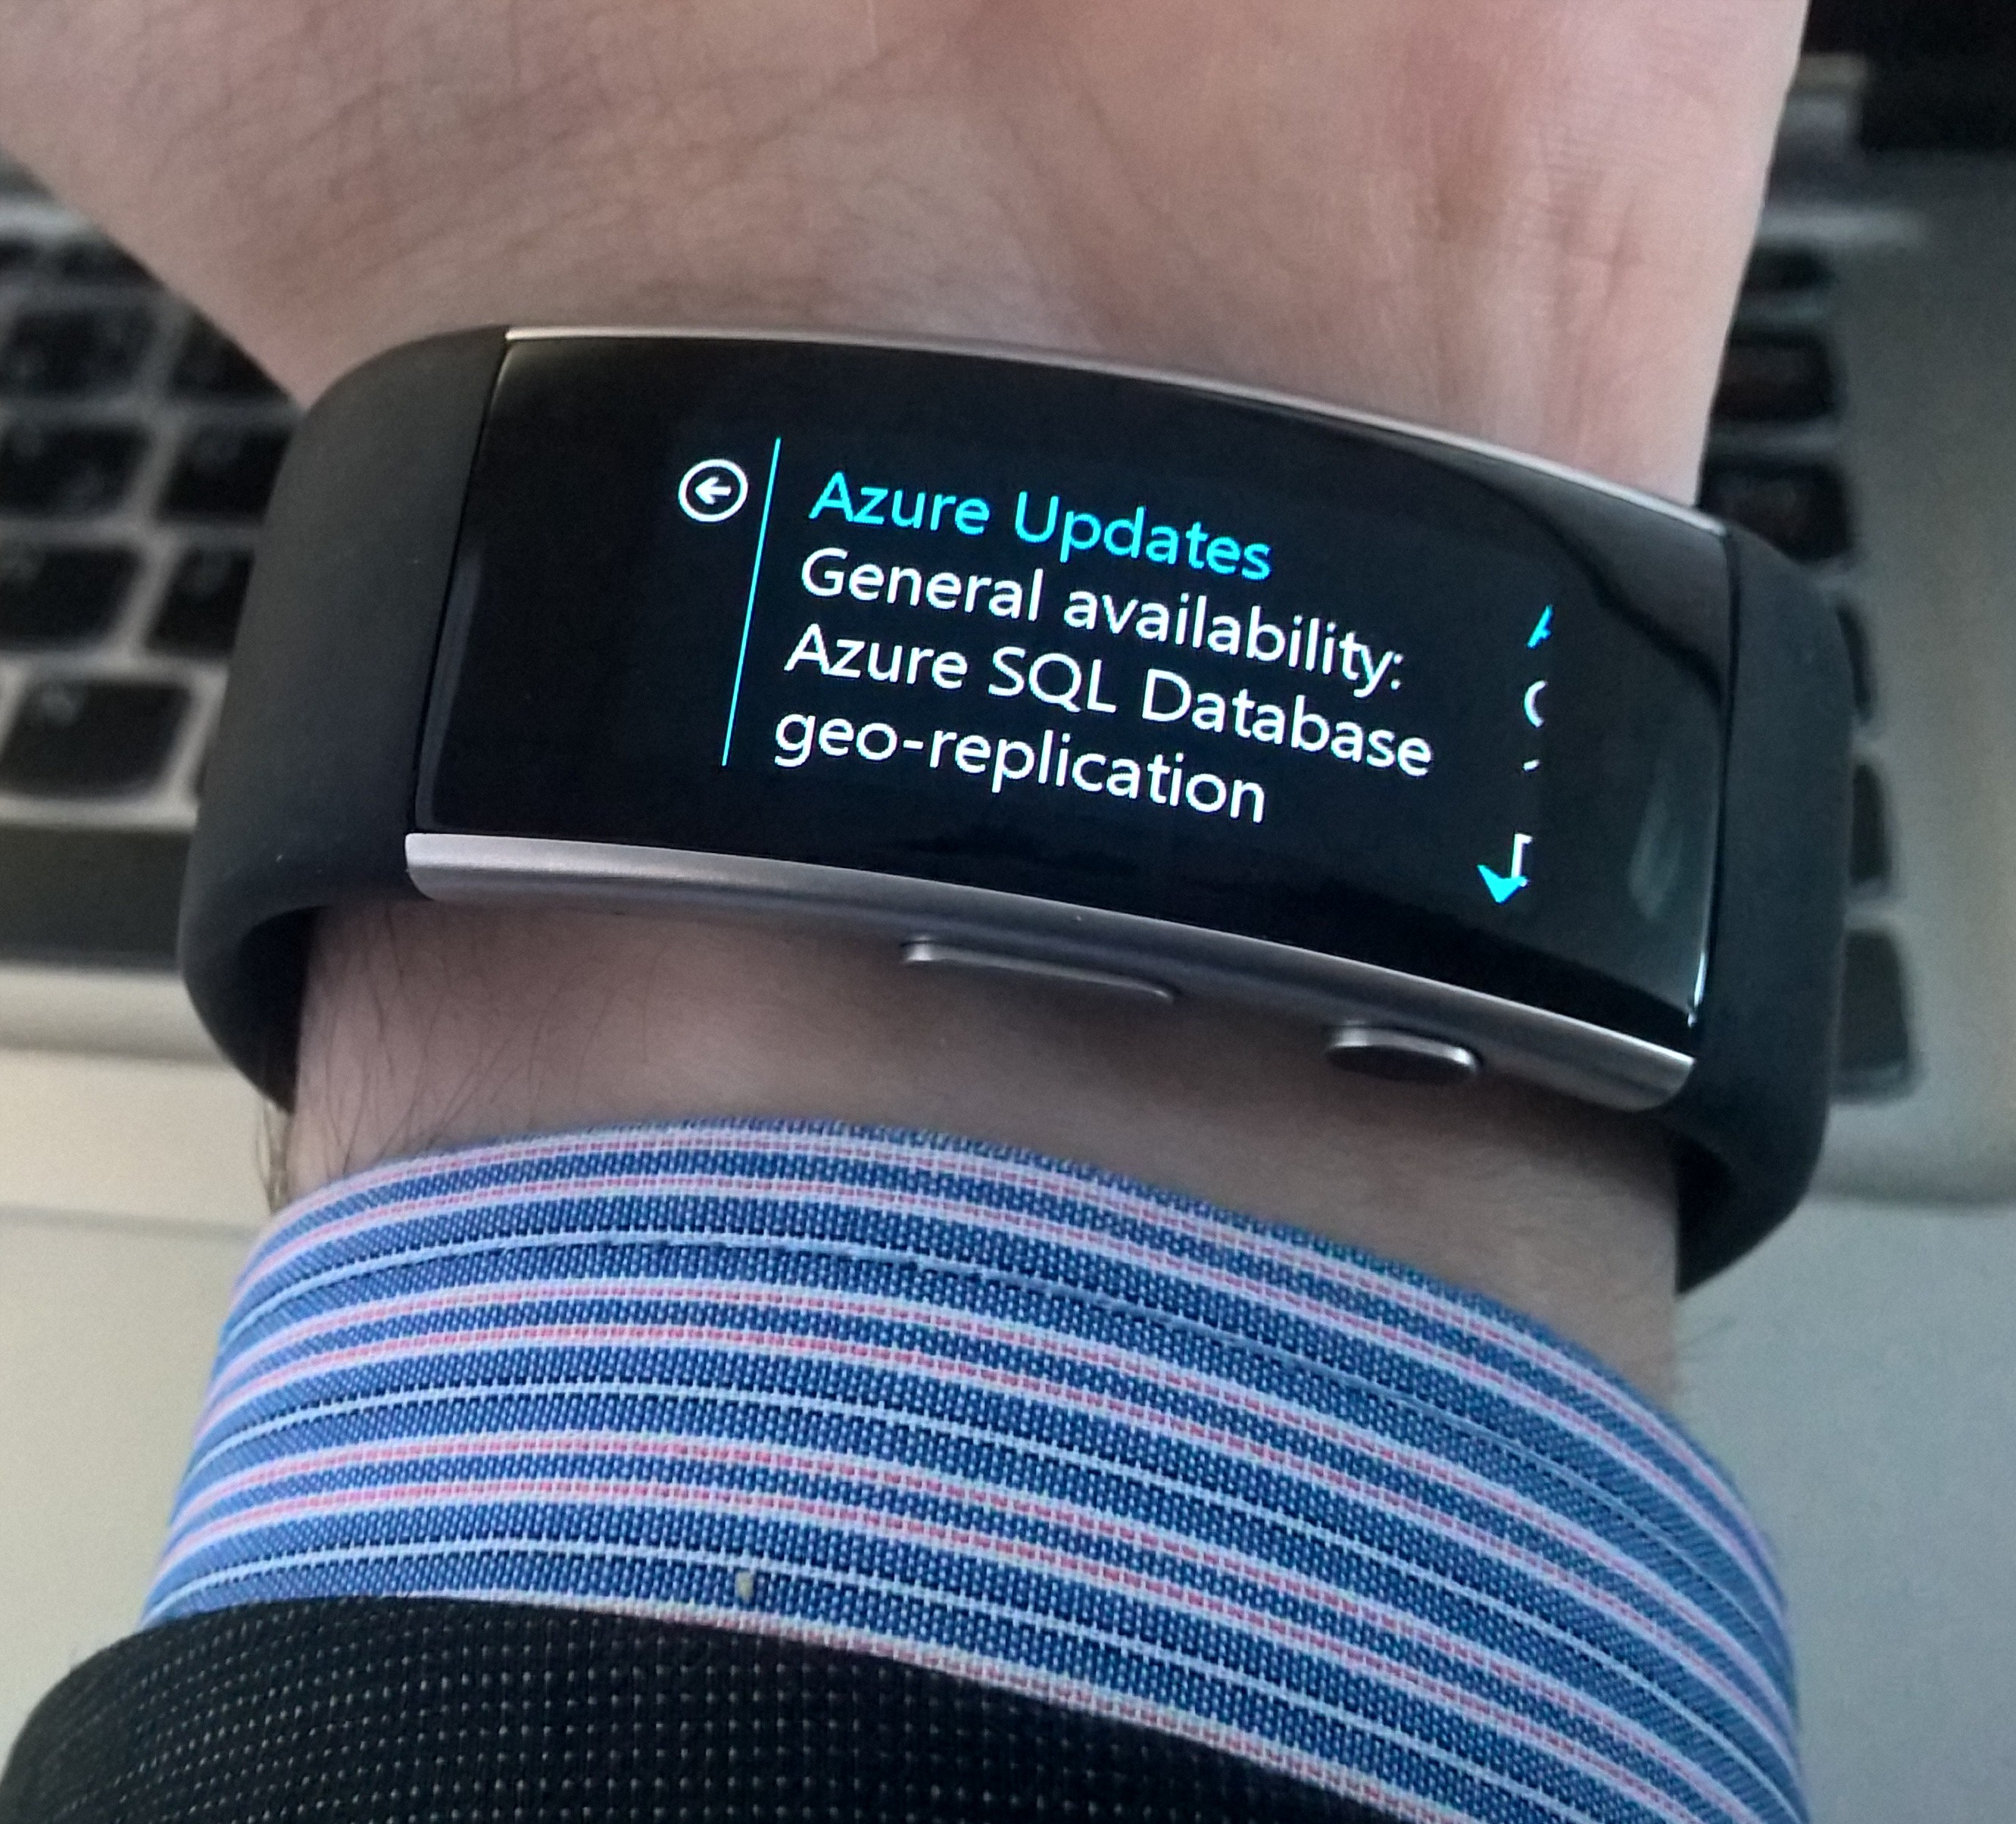 Azure Updates
General availability:
Azure SQL Database
geo-replication